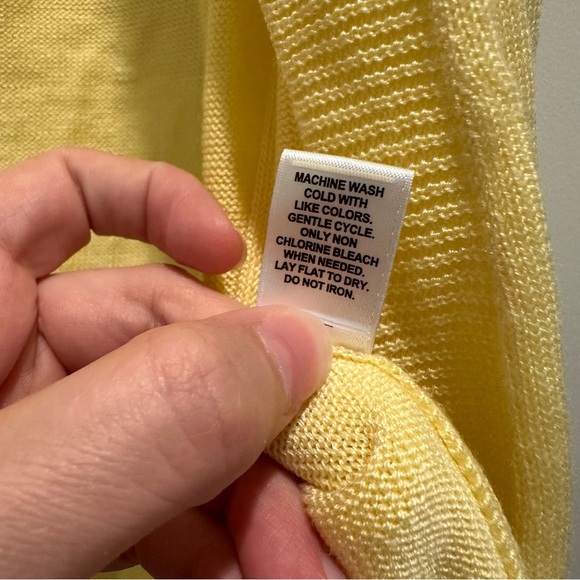 MACHINE WASH
COLD WITH
LIKE COLORS.
GENTLE CYCLE.
ONLY NON
CHLORINE BLEACH
WHEN NEEDED.
LAY FLAT TO DRY.
DO NOT IRON.